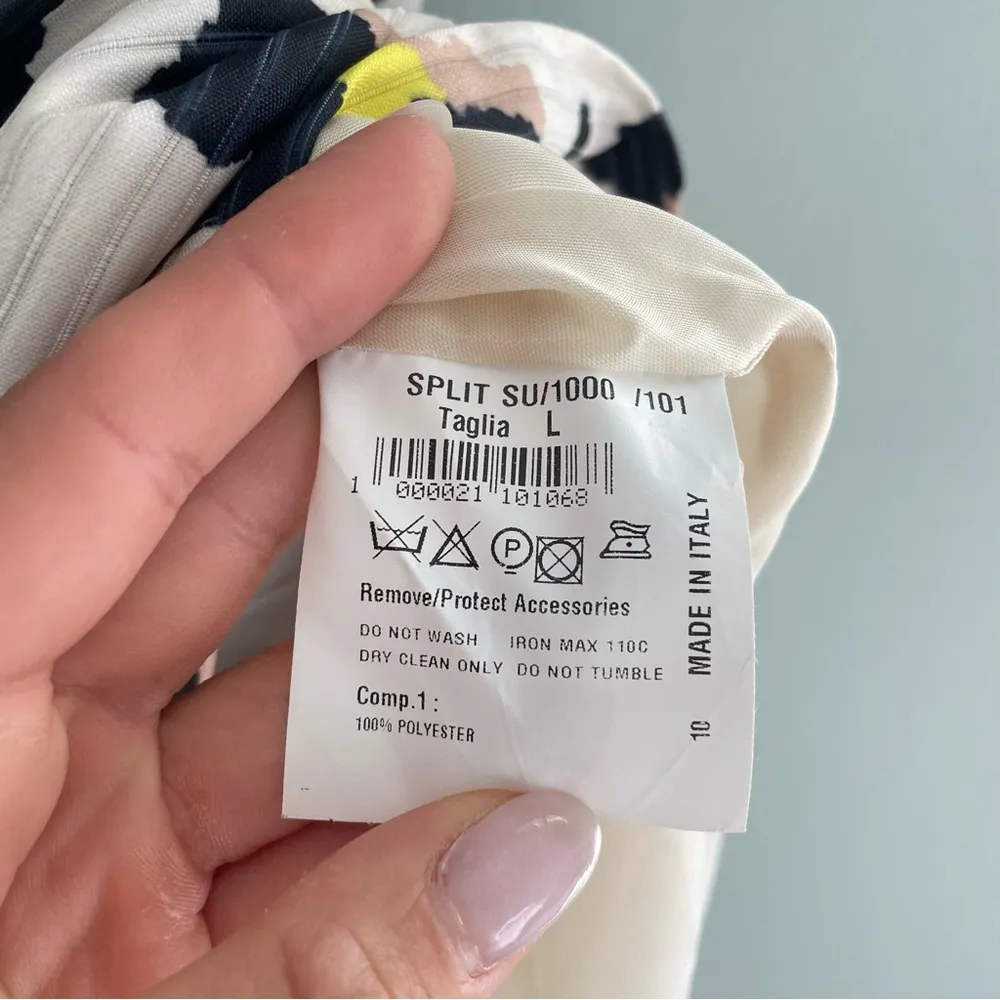 SPLIT SU/1000 /101
Taglia L
1 000021 101068
P
Remove/Protect Accessories
DO NOT WASH IRON MAX 110C
DRY CLEAN ONLY DO NOT TUMBLE
Comp.1 :
100% POLYESTER
MADE IN ITALY
10